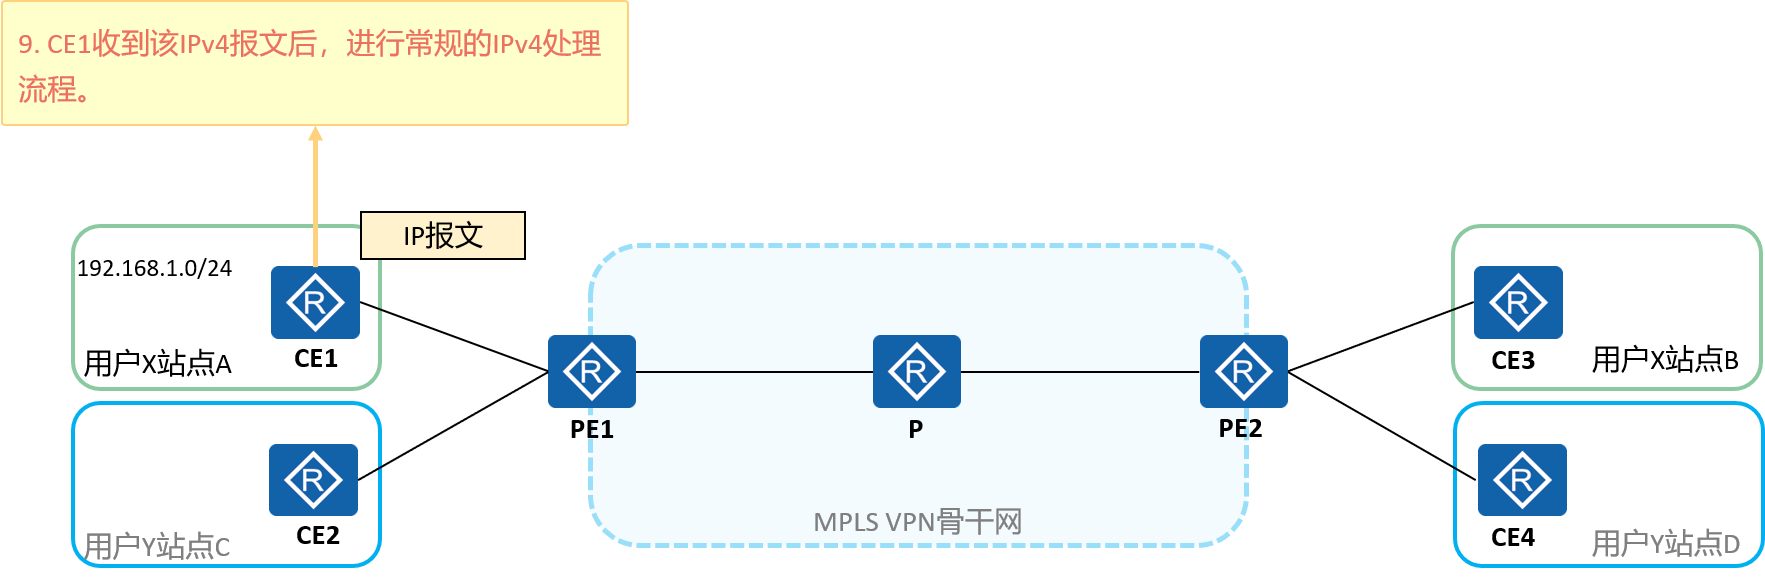 9. CE1收到该IPv4报文后，进行常规的IPv4处理
流程。
IP报文
192.168.1.0/24
R
CE1
用户X站点A
R
CE3
用户X站点B
R
PE1
R
P
R
PE2
R
CE2
用户Y站点C
MPLS VPN骨干网
R
CE4
用户Y站点D